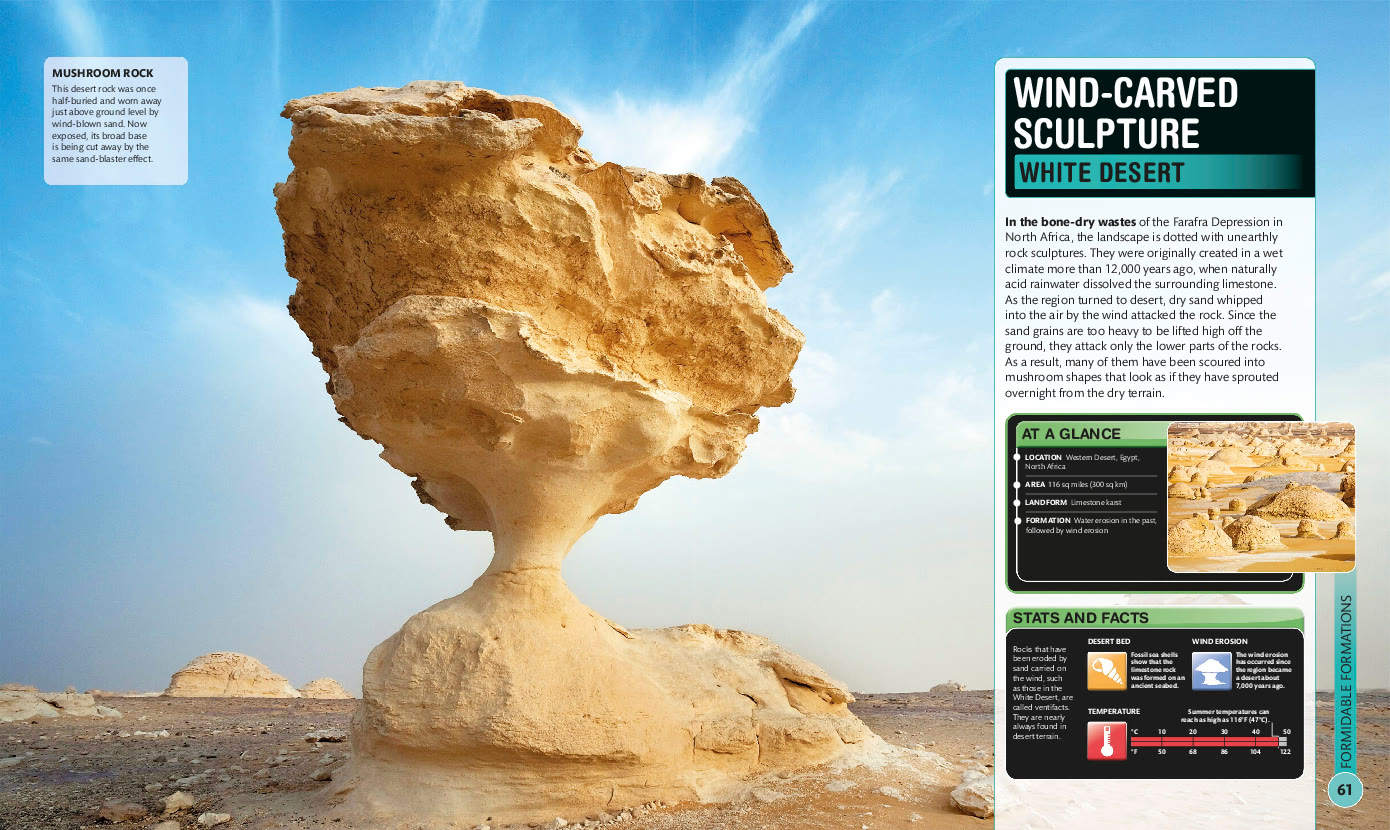 MUSHROOM ROCK
This desert rock was once
half-buried and worn away
just above ground level by
wind-blown sand. Now
exposed, its broad base
is being cut away by the
same sand-blaster effect.
WIND-CARVED
SCULPTURE
WHITE DESERT
In the bone-dry wastes of the Farafra Depression in
North Africa, the landscape is dotted with unearthly
rock sculptures. They were originally created in a wet
climate more than 12,000 years ago, when naturally
acid rainwater dissolved the surrounding limestone.
As the region turned to desert, dry sand whipped
into the air by the wind attacked the rock. Since the
sand grains are too heavy to be lifted high off the
ground, they attack only the lower parts of the rocks.
As a result, many of them have been scoured into
mushroom shapes that look as if they have sprouted
overnight from the dry terrain.
AT A GLANCE
LOCATION Western Desert, Egypt,
North Africa
AREA 116 sq miles (300 sq km)
LANDFORM Limestone karst
FORMATION Water erosion in the past,
followed by wind erosion
STATS AND FACTS
Rocks that have
been eroded by
sand carried on
the wind, such
as those in the
White Desert, are
called ventifacts.
They are nearly
always found in
desert terrain.
DESERT BED
Fossil sea shells
show that the
limestone rock
was formed on an
ancient seabed.
WIND EROSION
The wind erosion
has occurred since
the region became
a desert about
7,000 years ago.
TEMPERATURE
Summer temperatures can
reach as high as 116°F (47°C).
°C 10 20 30 40 50
°F 50 68 86 104 122
FORMIDABLE FORMATIONS
61